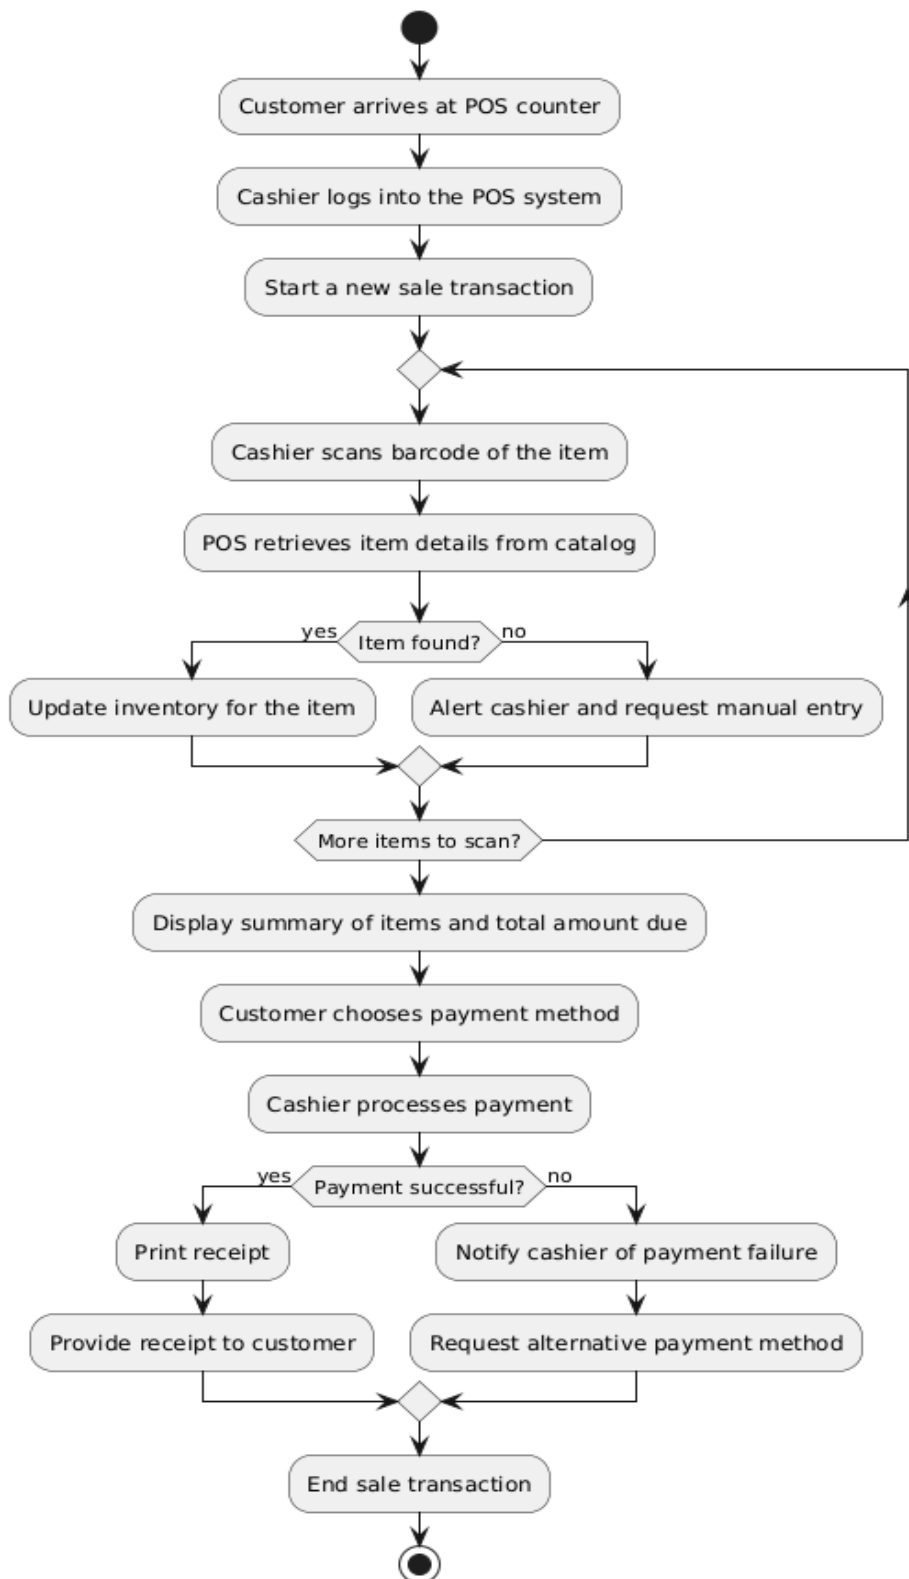 Customer arrives at POS counter
Cashier logs into the POS system
Start a new sale transaction
Cashier scans barcode of the item
POS retrieves item details from catalog
yes
Item found?
no
Update inventory for the item
Alert cashier and request manual entry
More items to scan?
Display summary of items and total amount due
Customer chooses payment method
Cashier processes payment
yes
Payment successful?
no
Print receipt
Notify cashier of payment failure
Provide receipt to customer
Request alternative payment method
End sale transaction